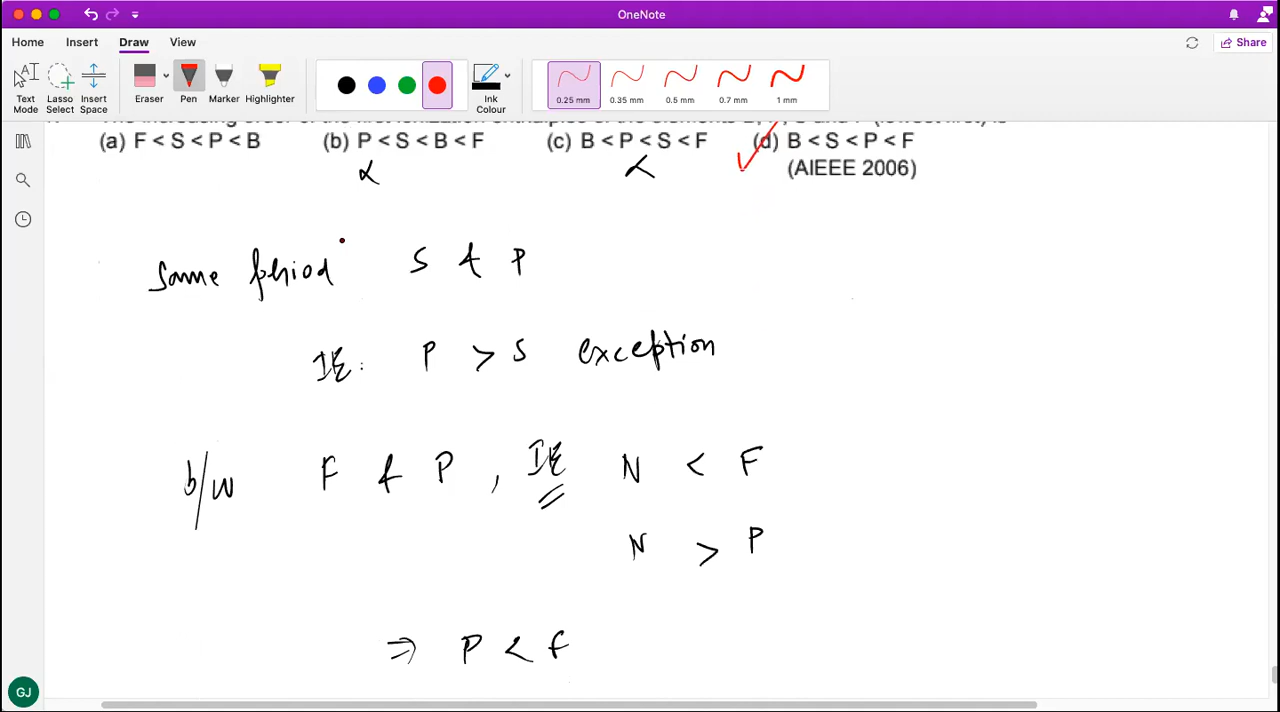 OneNote
Home Insert Draw View
Share
Text Mode Lasso Select Insert Space Eraser Pen Marker Highlighter Ink Colour 0.25 mm 0.35 mm 0.5 mm 0.7 mm 1 mm
(a) F < S < P < B (b) P < S < B < F (c) B < P < S < F (d) B < S < P < F
(AIEEE 2006)
Same period S & P
IE: P > S exception
b/w F & P, IE N < F
N > P
⇒ P < F
GJ